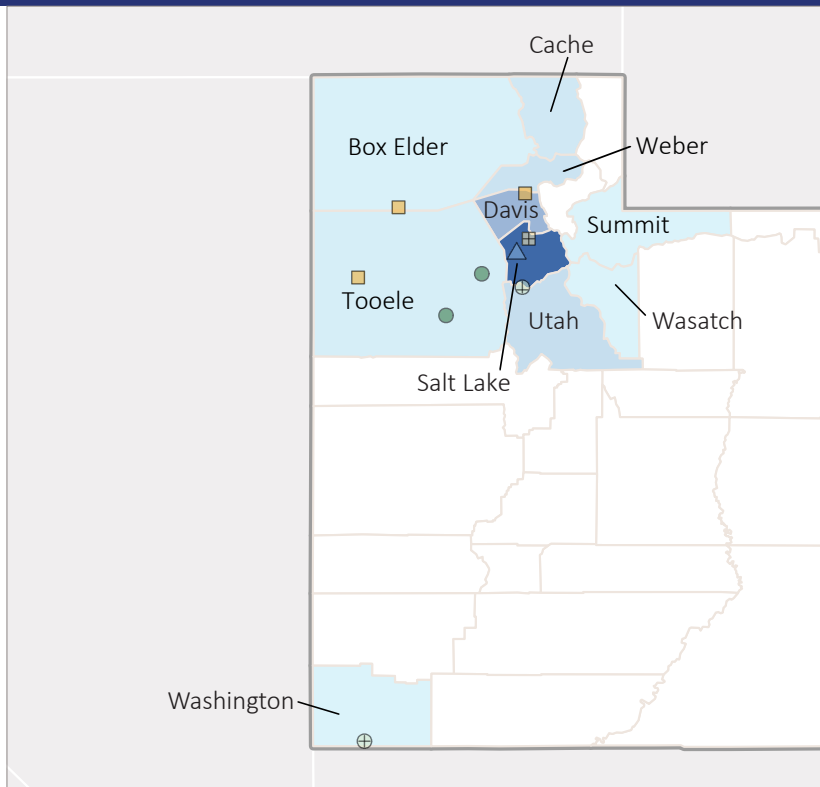 Cache
Box Elder
Weber
Davis
Summit
Tooele
Utah
Wasatch
Salt Lake
Washington